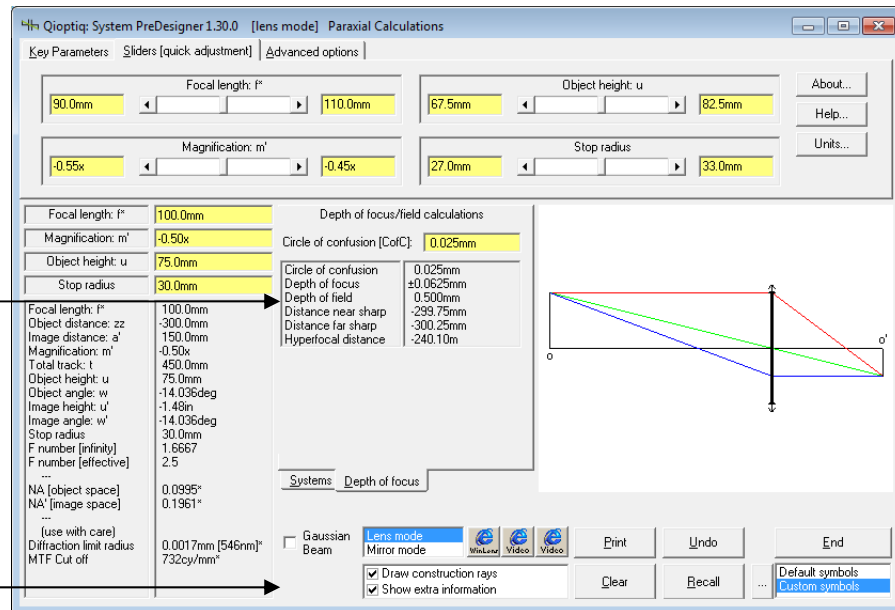 Qioptiq: System PreDesigner 1.30.0 [lens mode] Paraxial Calculations
Key Parameters Sliders [quick adjustment] Advanced options
Focal length: f*
90.0mm 110.0mm
Object height: u
67.5mm 82.5mm
Magnification: m'
-0.55x -0.45x
Stop radius
27.0mm 33.0mm
About...
Help...
Units...
Focal length: f* 100.0mm
Magnification: m' -0.50x
Object height: u 75.0mm
Stop radius 30.0mm
Focal length: f* 100.0mm
Object distance: zz -300.0mm
Image distance: a' 150.0mm
Magnification: m' -0.50x
Total track: t 450.0mm
Object height: u 75.0mm
Object angle: w -14.036deg
Image height: u' -1.48in
Image angle: w' -14.036deg
Stop radius 30.0mm
F number [infinity] 1.6667
F number [effective] 2.5
---
NA [object space] 0.0995*
NA' [image space] 0.1961*
---
(use with care)
Diffraction limit radius 0.0017mm [546nm]*
MTF Cut off 732cy/mm*
Depth of focus/field calculations
Circle of confusion [CofC]: 0.025mm
Circle of confusion 0.025mm
Depth of focus ±0.0625mm
Depth of field 0.500mm
Distance near sharp -299.75mm
Distance far sharp -300.25mm
Hyperfocal distance -240.10m
Systems Depth of focus
o
o'
Gaussian
Beam
Lens mode
Mirror mode
WinLens Video Video
Draw construction rays
Show extra information
Print Undo End
Clear Recall ...
Default symbols
Custom symbols